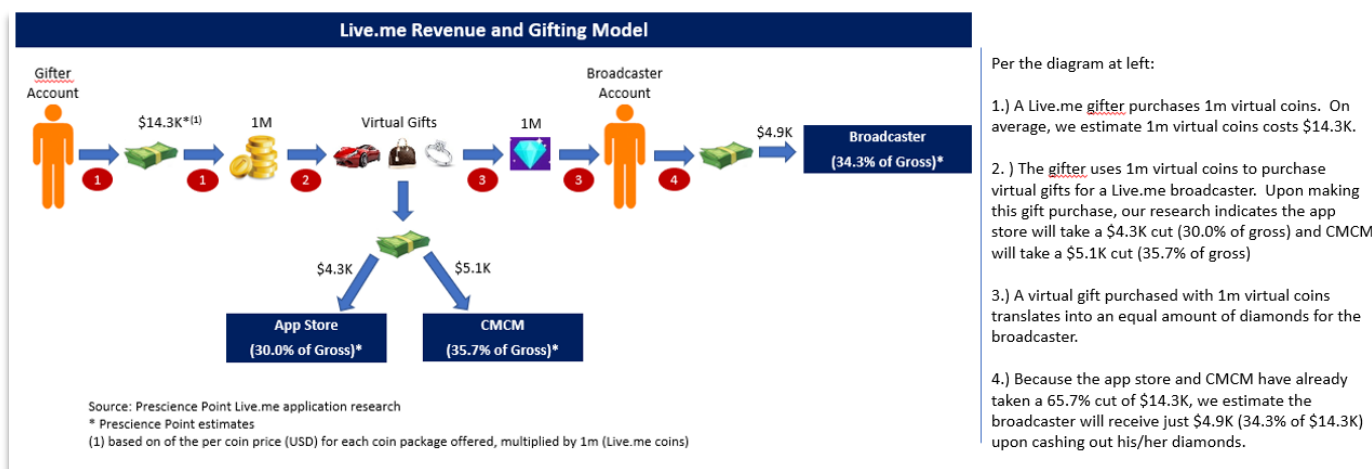 Live.me Revenue and Gifting Model
Gifter
Account
$14.3K*(1)
1M
Virtual Gifts
1M
Broadcaster
Account
$4.9K
Broadcaster
(34.3% of Gross)*
1
1
2
3
3
4
$4.3K
$5.1K
App Store
(30.0% of Gross)*
CMCM
(35.7% of Gross)*
Source: Prescience Point Live.me application research
* Prescience Point estimates
(1) based on of the per coin price (USD) for each coin package offered, multiplied by 1m (Live.me coins)
Per the diagram at left:
1.) A Live.me gifter purchases 1m virtual coins. On
average, we estimate 1m virtual coins costs $14.3K.
2. ) The gifter uses 1m virtual coins to purchase
virtual gifts for a Live.me broadcaster. Upon making
this gift purchase, our research indicates the app
store will take a $4.3K cut (30.0% of gross) and CMCM
will take a $5.1K cut (35.7% of gross)
3.) A virtual gift purchased with 1m virtual coins
translates into an equal amount of diamonds for the
broadcaster.
4.) Because the app store and CMCM have already
taken a 65.7% cut of $14.3K, we estimate the
broadcaster will receive just $4.9K (34.3% of $14.3K)
upon cashing out his/her diamonds.